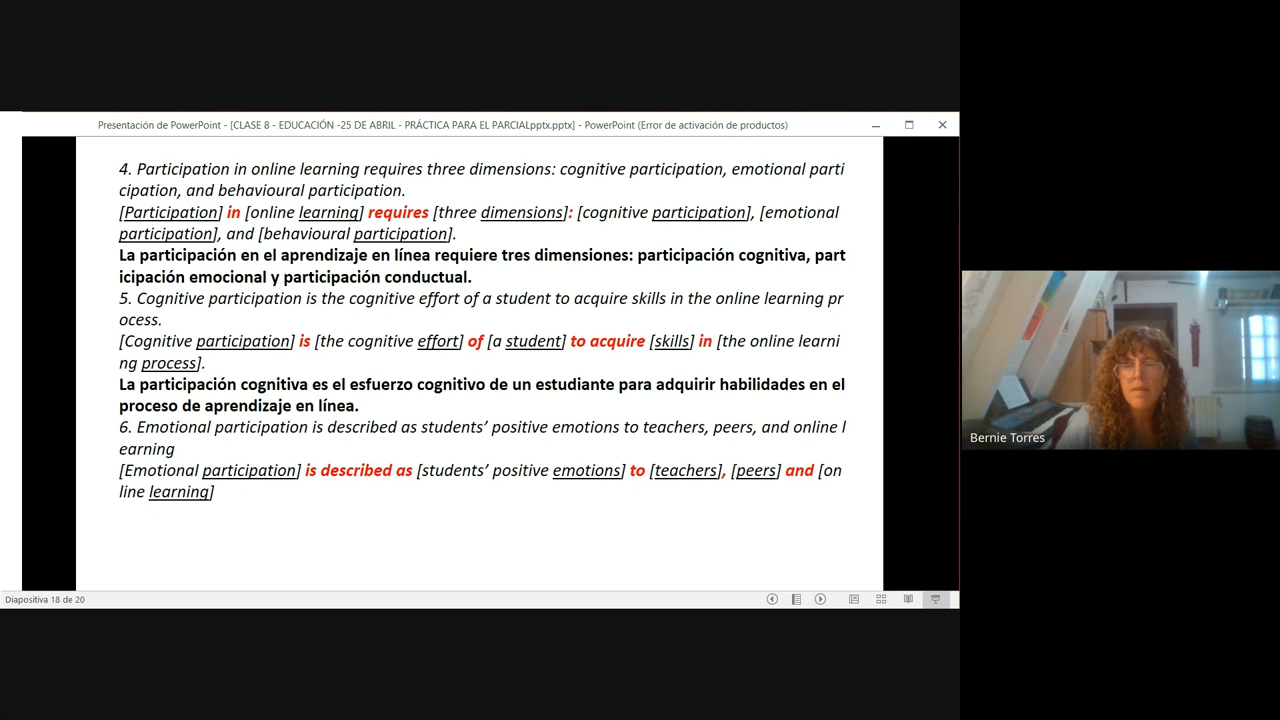 Presentación de PowerPoint - [CLASE 8 - EDUCACIÓN -25 DE ABRIL - PRÁCTICA PARA EL PARCIALpptx.pptx] - PowerPoint (Error de activación de productos)
4. Participation in online learning requires three dimensions: cognitive participation, emotional parti
cipation, and behavioural participation.
[Participation] in [online learning] requires [three dimensions]: [cognitive participation], [emotional
participation], and [behavioural participation].
La participación en el aprendizaje en línea requiere tres dimensiones: participación cognitiva, part
icipación emocional y participación conductual.
5. Cognitive participation is the cognitive effort of a student to acquire skills in the online learning pr
ocess.
[Cognitive participation] is [the cognitive effort] of [a student] to acquire [skills] in [the online learni
ng process].
La participación cognitiva es el esfuerzo cognitivo de un estudiante para adquirir habilidades en el
proceso de aprendizaje en línea.
6. Emotional participation is described as students’ positive emotions to teachers, peers, and online l
earning
[Emotional participation] is described as [students’ positive emotions] to [teachers], [peers] and [on
line learning]
Diapositiva 18 de 20
Bernie Torres